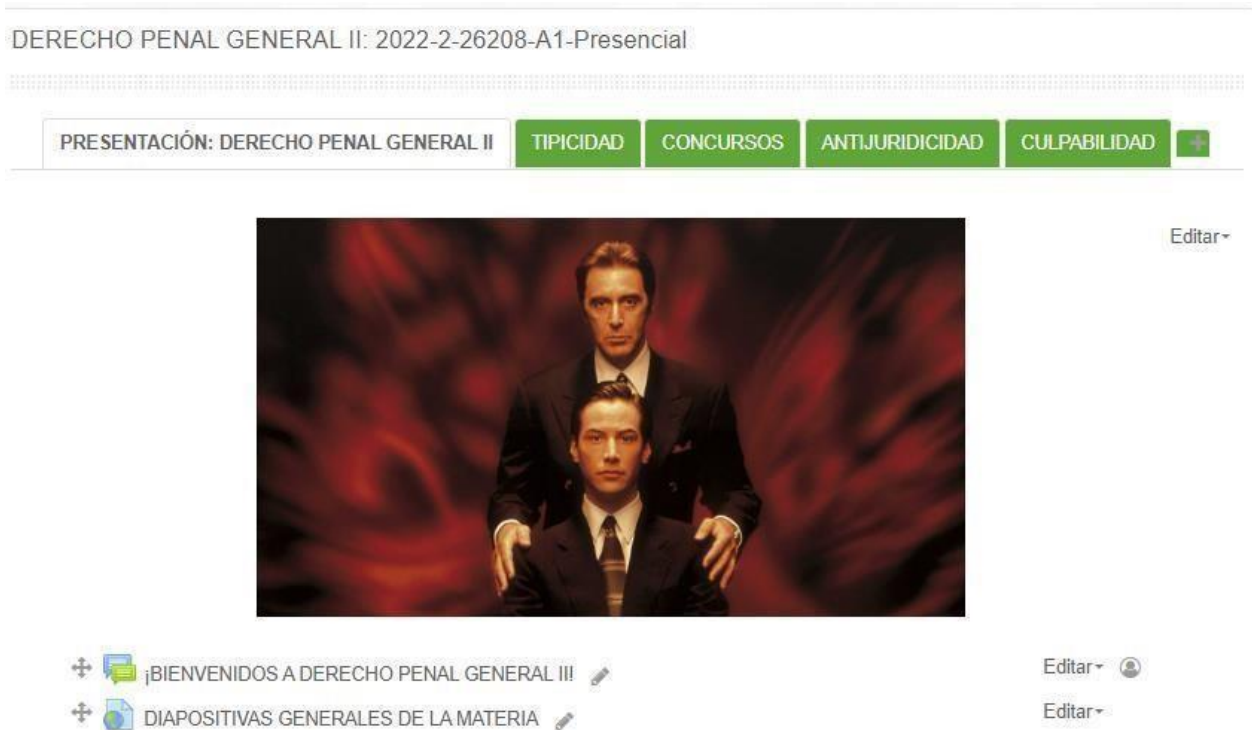 DERECHO PENAL GENERAL II: 2022-2-26208-A1-Presencial
PRESENTACIÓN: DERECHO PENAL GENERAL II TIPICIDAD CONCURSOS ANTIJURIDICIDAD CULPABILIDAD +
Editar
¡BIENVENIDOS A DERECHO PENAL GENERAL II! Editar
DIAPOSITIVAS GENERALES DE LA MATERIA Editar